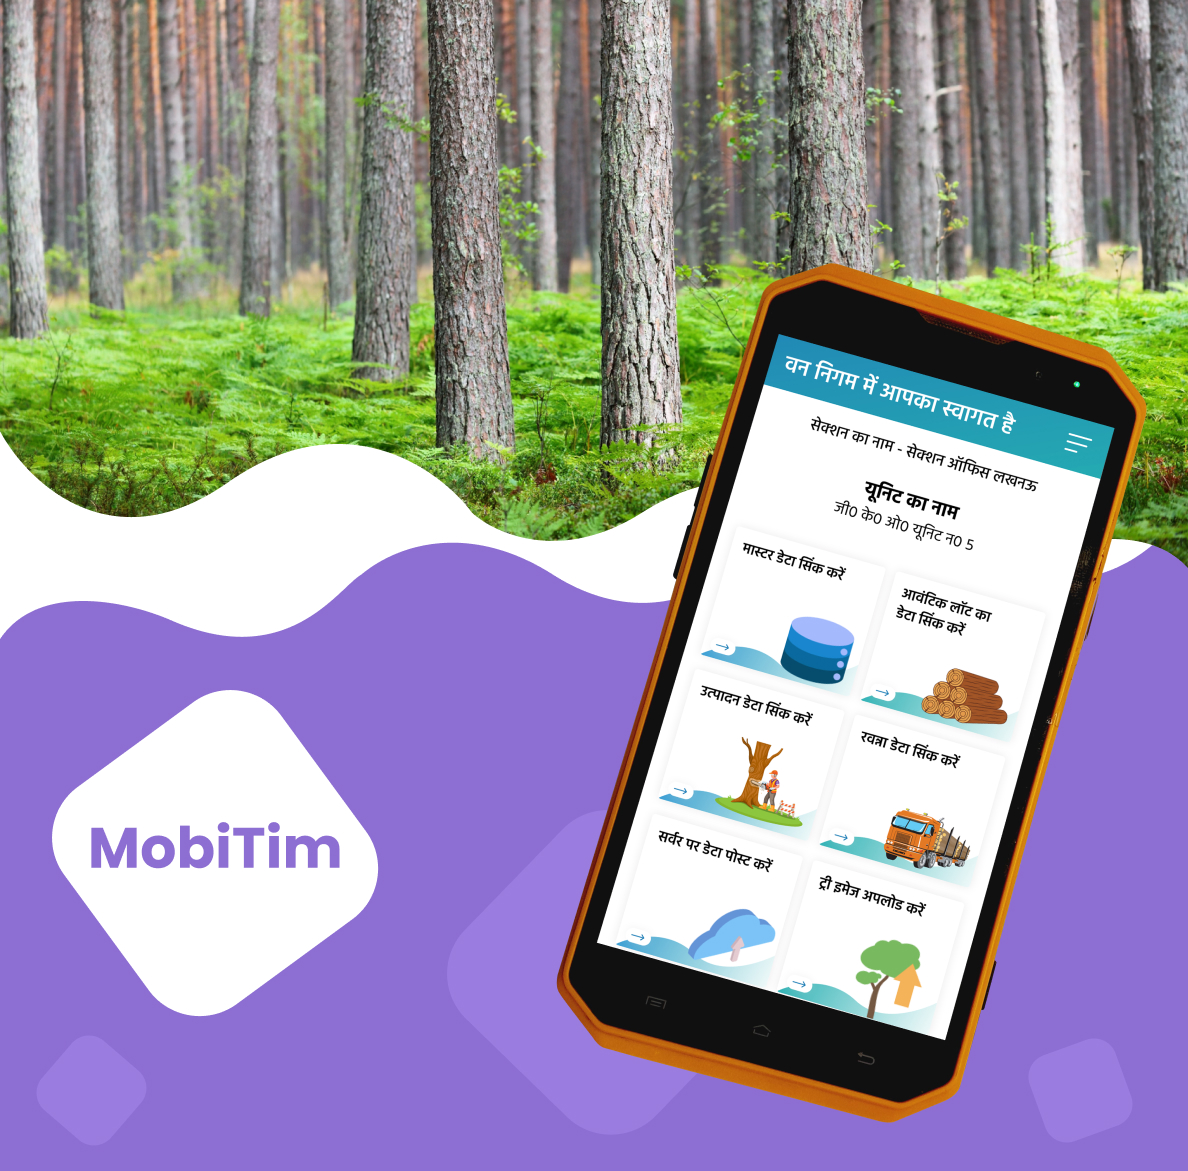 वन निगम में आपका स्वागत है
सेक्शन का नाम - सेक्शन ऑफिस लखनऊ
यूनिट का नाम
जी0 के0 ओ0 यूनिट न0 5
मास्टर डेटा सिंक करें
आवंटिक लॉट का
डेटा सिंक करें
उत्पादन डेटा सिंक करें
रवन्ना डेटा सिंक करें
सर्वर पर डेटा पोस्ट करें
ट्री इमेज अपलोड करें
MobiTim